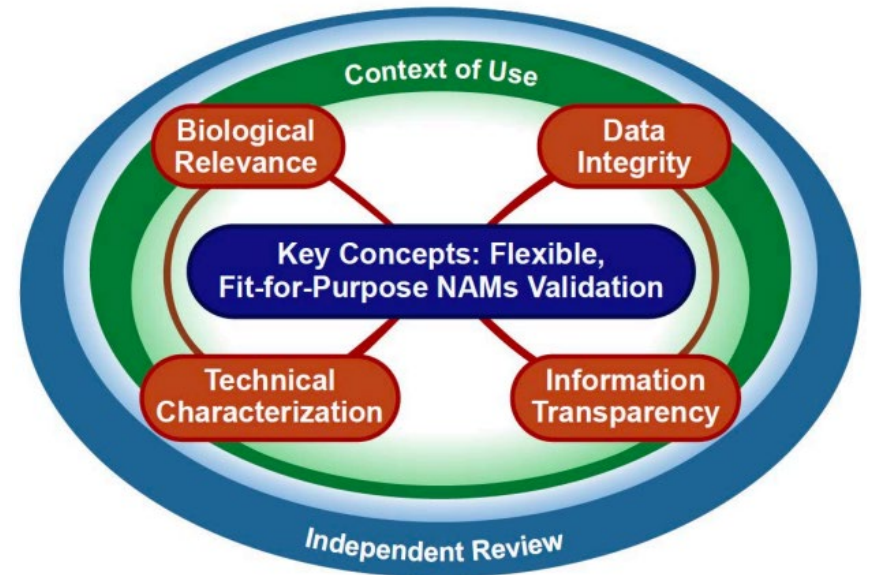 Context of Use
Biological
Relevance
Data
Integrity
Key Concepts: Flexible,
Fit-for-Purpose NAMs Validation
Technical
Characterization
Information
Transparency
Independent Review